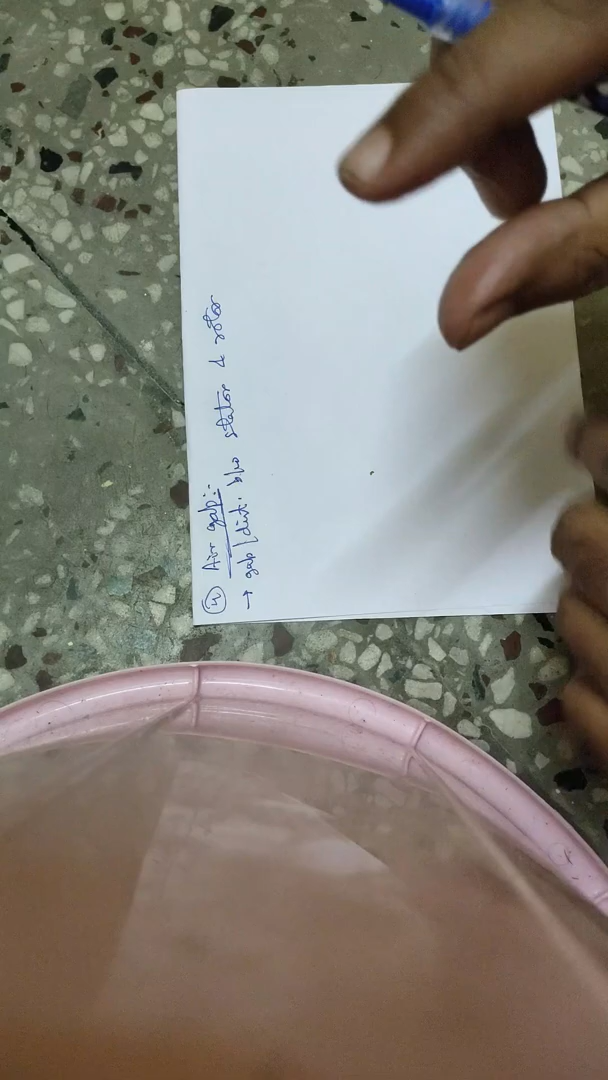 ④ Air gap:-
→ gap/dist. b/w stator & rotor